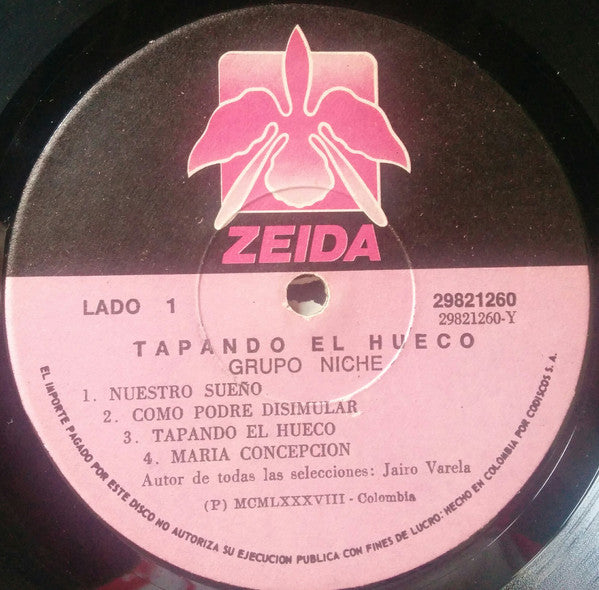 ZEIDA
LADO 1
29821260
29821260-Y
TAPANDO EL HUECO
GRUPO NICHE
1. NUESTRO SUEÑO
2. COMO PODRE DISIMULAR
3. TAPANDO EL HUECO
4. MARIA CONCEPCION
Autor de todas las selecciones: Jairo Varela
(P) MCMLXXXVIII - Colombia
EL IMPORTE PAGADO POR ESTE DISCO NO AUTORIZA SU EJECUCION PUBLICA CON FINES DE LUCRO: HECHO EN COLOMBIA POR CODISCOS S.A.